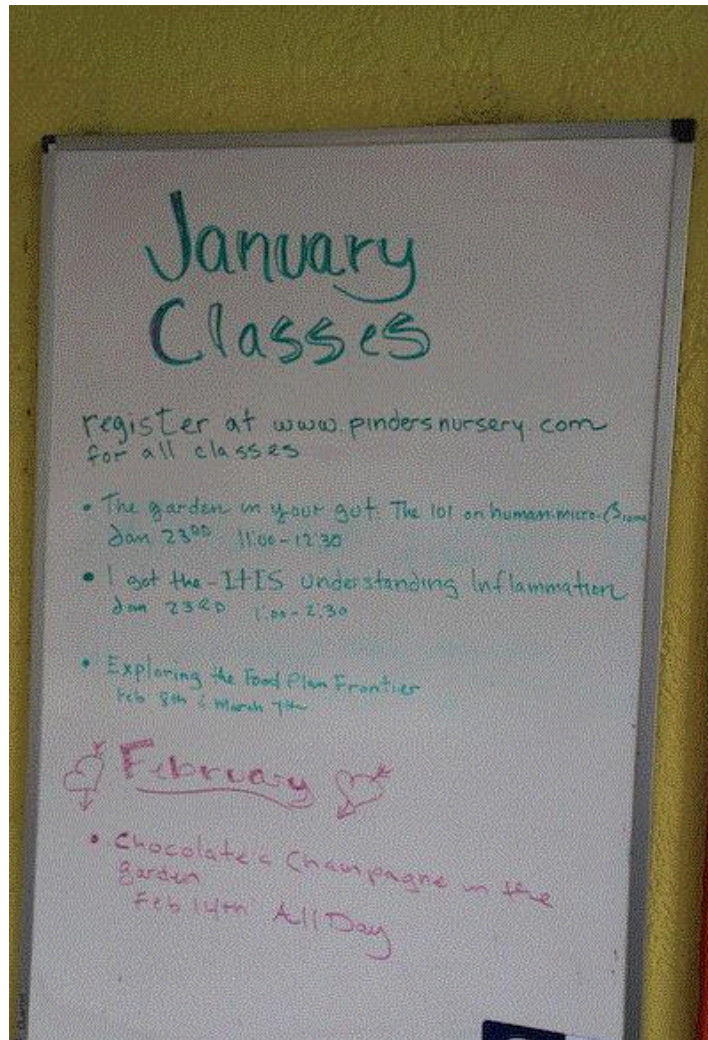 January
Classes
register at www.pindersnursery.com
for all classes
• The garden in your gut. The 101 on human-micro-Biome
Jan 23RD 11:00-12:30
• I got the -ITIS understanding Inflammation
Jan 23RD 1:00-2:30
• Exploring the Food Plan Frontier
Feb 8th & March 7th
February
• Chocolate & Champagne in the
garden
Feb 14th All Day